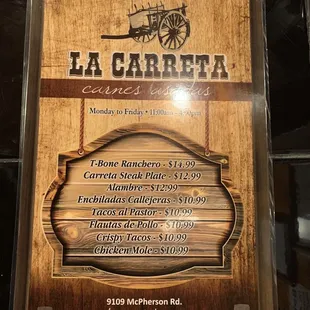 LA CARRETA
carnes asadas
Monday to Friday • 11:00am -
T-Bone Ranchero - $14.99
Carreta Steak Plate - $12.99
Alambre - $12.99
Enchiladas Callejeras - $10.99
Tacos al Pastor - $10.99
Flautas de Pollo - $10.99
Crispy Tacos - $10.99
Chicken Mole - $10.99
9109 McPherson Rd.